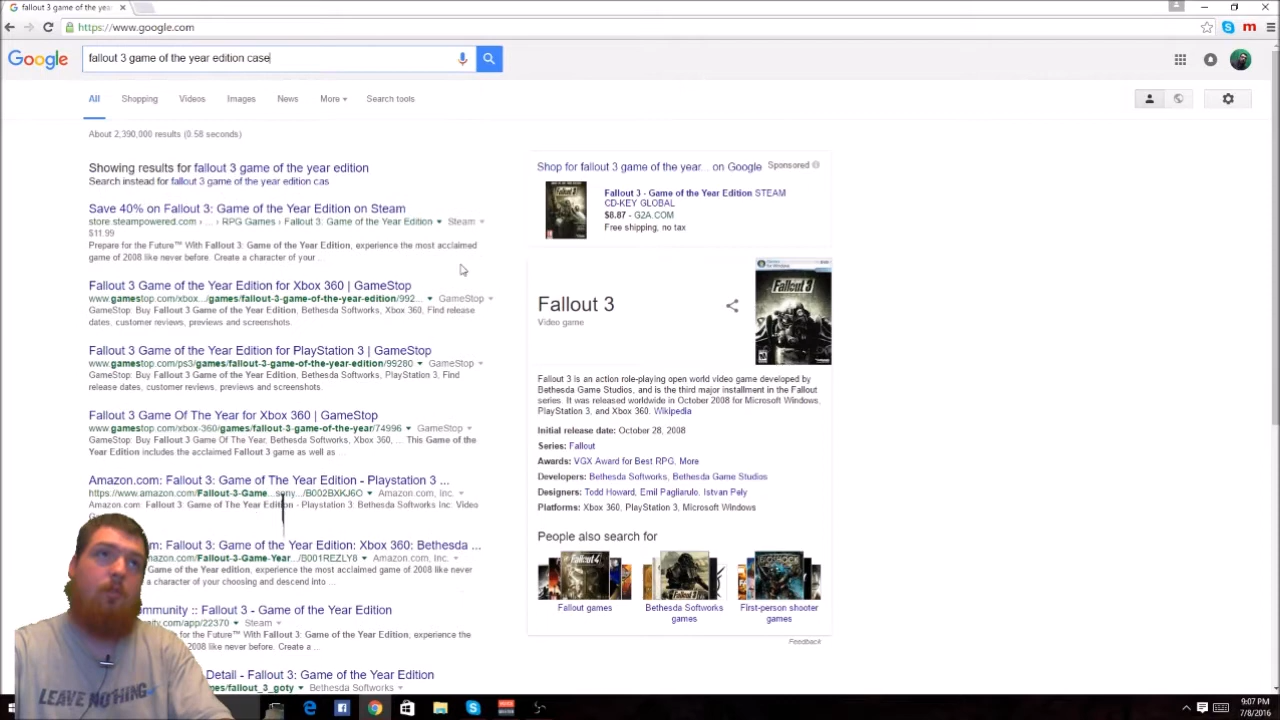 fallout 3 game of the yea
https://www.google.com
Google
fallout 3 game of the year edition case
All Shopping Videos Images News More Search tools
About 2,390,000 results (0.58 seconds)
Showing results for fallout 3 game of the year edition
Search instead for fallout 3 game of the year edition cas
Save 40% on Fallout 3: Game of the Year Edition on Steam
store.steampowered.com › ... › RPG Games › Fallout 3: Game of the Year Edition Steam
$11.99
Prepare for the Future™ With Fallout 3: Game of the Year Edition, experience the most acclaimed
game of 2008 like never before. Create a character of your ...
Fallout 3 Game of the Year Edition for Xbox 360 | GameStop
www.gamestop.com/xbox.../games/fallout-3-game-of-the-year-edition/992... GameStop
GameStop: Buy Fallout 3 Game of the Year Edition, Bethesda Softworks, Xbox 360, Find release
dates, customer reviews, previews and screenshots.
Fallout 3 Game of the Year Edition for PlayStation 3 | GameStop
www.gamestop.com/ps3/games/fallout-3-game-of-the-year-edition/99280 GameStop
GameStop: Buy Fallout 3 Game of the Year Edition, Bethesda Softworks, PlayStation 3, Find
release dates, customer reviews, previews and screenshots.
Fallout 3 Game Of The Year for Xbox 360 | GameStop
www.gamestop.com/xbox-360/games/fallout-3-game-of-the-year/74996 GameStop
GameStop: Buy Fallout 3 Game Of The Year, Bethesda Softworks, Xbox 360, ... This Game of the
Year Edition includes the acclaimed Fallout 3 game as well as ...
Amazon.com: Fallout 3: Game of The Year Edition - Playstation 3 ...
https://www.amazon.com/Fallout-3-Game...sony.../B002BXKJ6O Amazon.com, Inc.
Amazon.com: Fallout 3: Game of The Year Edition - Playstation 3: Bethesda Softworks Inc: Video
m: Fallout 3: Game of the Year Edition: Xbox 360: Bethesda ...
.amazon.com/Fallout-3-Game-Year.../B001REZLY8 Amazon.com, Inc.
Game of the Year Edition, experience the most acclaimed game of 2008 like never
a character of your choosing and descend into ...
mmunity :: Fallout 3 - Game of the Year Edition
ity.com/app/22370 Steam
e for the Future™ With Fallout 3: Game of the Year Edition, experience the
never before. Create a ...
Detail - Fallout 3: Game of the Year Edition
es/fallout_3_goty Bethesda Softworks
Shop for fallout 3 game of the year... on Google Sponsored
Fallout 3 - Game of the Year Edition STEAM
CD-KEY GLOBAL
$8.87 - G2A.COM
Free shipping, no tax
Fallout 3
Video game
Fallout 3
Fallout 3 is an action role-playing open world video game developed by
Bethesda Game Studios, and is the third major installment in the Fallout
series. It was released worldwide in October 2008 for Microsoft Windows,
PlayStation 3, and Xbox 360. Wikipedia
Initial release date: October 28, 2008
Series: Fallout
Awards: VGX Award for Best RPG, More
Developers: Bethesda Softworks, Bethesda Game Studios
Designers: Todd Howard, Emil Pagliarulo, Istvan Pely
Platforms: Xbox 360, PlayStation 3, Microsoft Windows
People also search for
Fallout games
Bethesda Softworks games
First-person shooter games
Feedback
LEAVE NOTHING
9:07 PM
7/8/2016